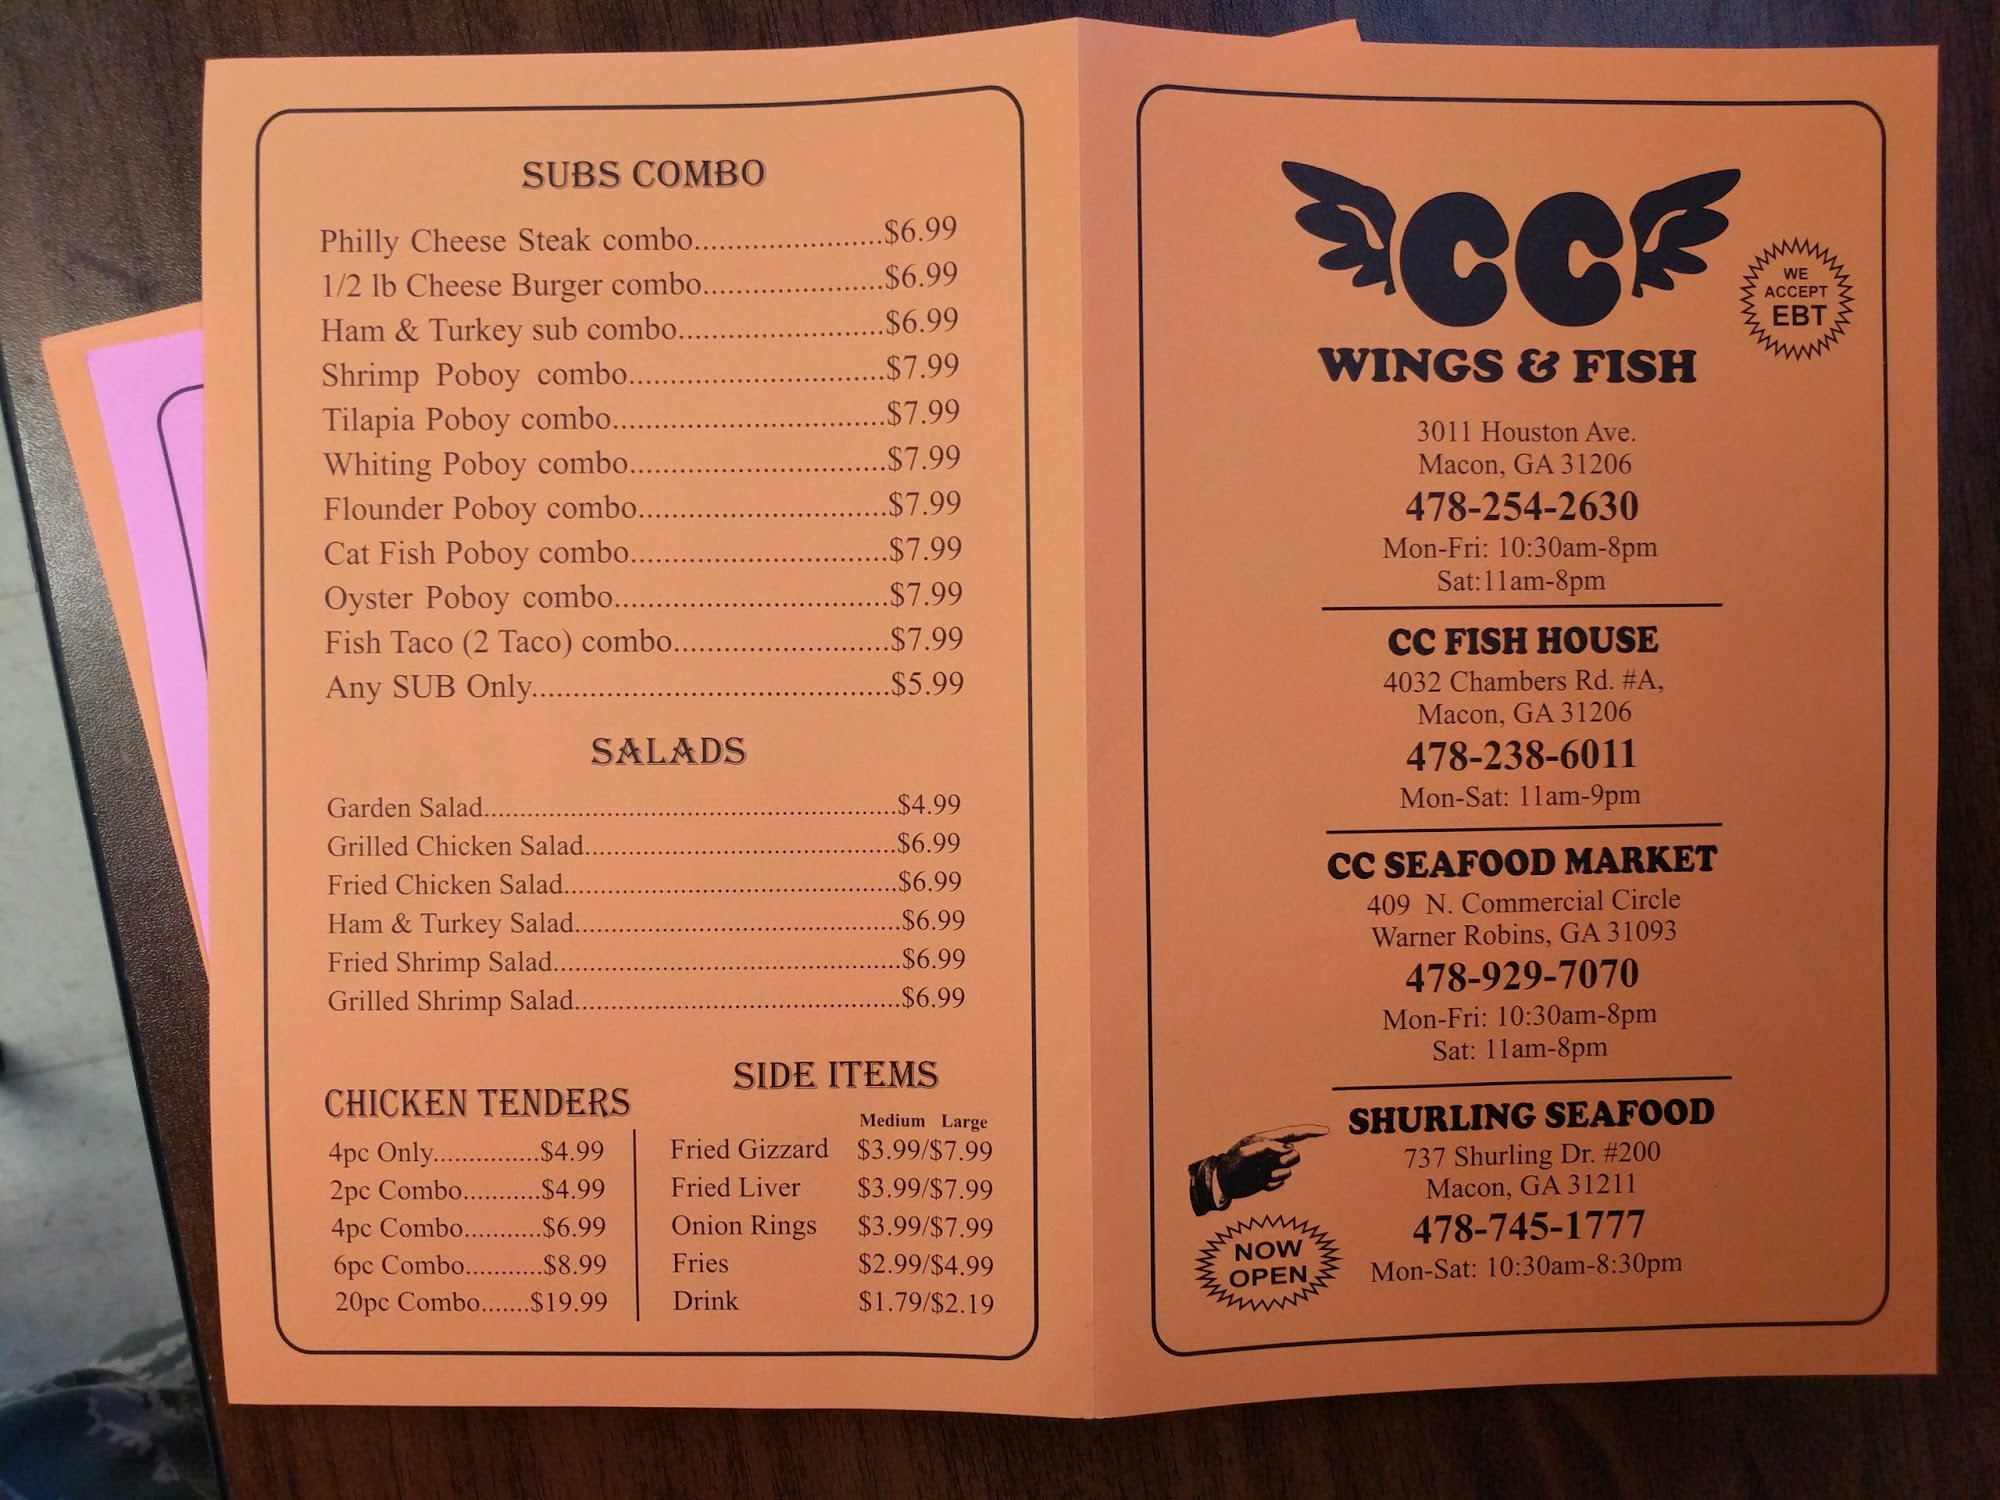 SUBS COMBO
Philly Cheese Steak combo......................$6.99
1/2 lb Cheese Burger combo.....................$6.99
Ham & Turkey sub combo........................$6.99
Shrimp Poboy combo..............................$7.99
Tilapia Poboy combo................................$7.99
Whiting Poboy combo..............................$7.99
Flounder Poboy combo.............................$7.99
Cat Fish Poboy combo..............................$7.99
Oyster Poboy combo................................$7.99
Fish Taco (2 Taco) combo.........................$7.99
Any SUB Only..........................................$5.99
SALADS
Garden Salad.........................................................$4.99
Grilled Chicken Salad...........................................$6.99
Fried Chicken Salad..............................................$6.99
Ham & Turkey Salad.............................................$6.99
Fried Shrimp Salad................................................$6.99
Grilled Shrimp Salad.............................................$6.99
CHICKEN TENDERS
4pc Only...............$4.99
2pc Combo...........$4.99
4pc Combo...........$6.99
6pc Combo...........$8.99
20pc Combo.......$19.99
SIDE ITEMS
Medium Large
Fried Gizzard $3.99/$7.99
Fried Liver $3.99/$7.99
Onion Rings $3.99/$7.99
Fries $2.99/$4.99
Drink $1.79/$2.19
CC
WINGS & FISH
WE
ACCEPT
EBT
3011 Houston Ave.
Macon, GA 31206
478-254-2630
Mon-Fri: 10:30am-8pm
Sat:11am-8pm
CC FISH HOUSE
4032 Chambers Rd. #A,
Macon, GA 31206
478-238-6011
Mon-Sat: 11am-9pm
CC SEAFOOD MARKET
409 N. Commercial Circle
Warner Robins, GA 31093
478-929-7070
Mon-Fri: 10:30am-8pm
Sat: 11am-8pm
SHURLING SEAFOOD
737 Shurling Dr. #200
Macon, GA 31211
478-745-1777
Mon-Sat: 10:30am-8:30pm
NOW
OPEN